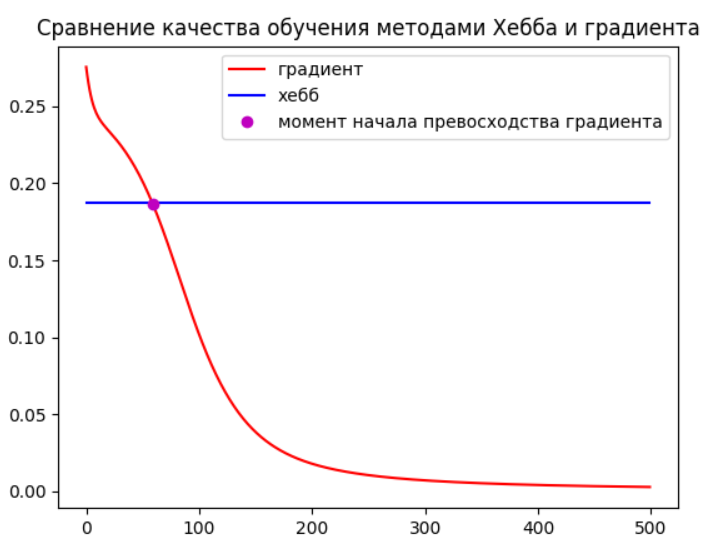 Сравнение качества обучения методами Хебба и градиента
градиент
хебб
момент начала превосходства градиента
0.25
0.20
0.15
0.10
0.05
0.00
0 100 200 300 400 500